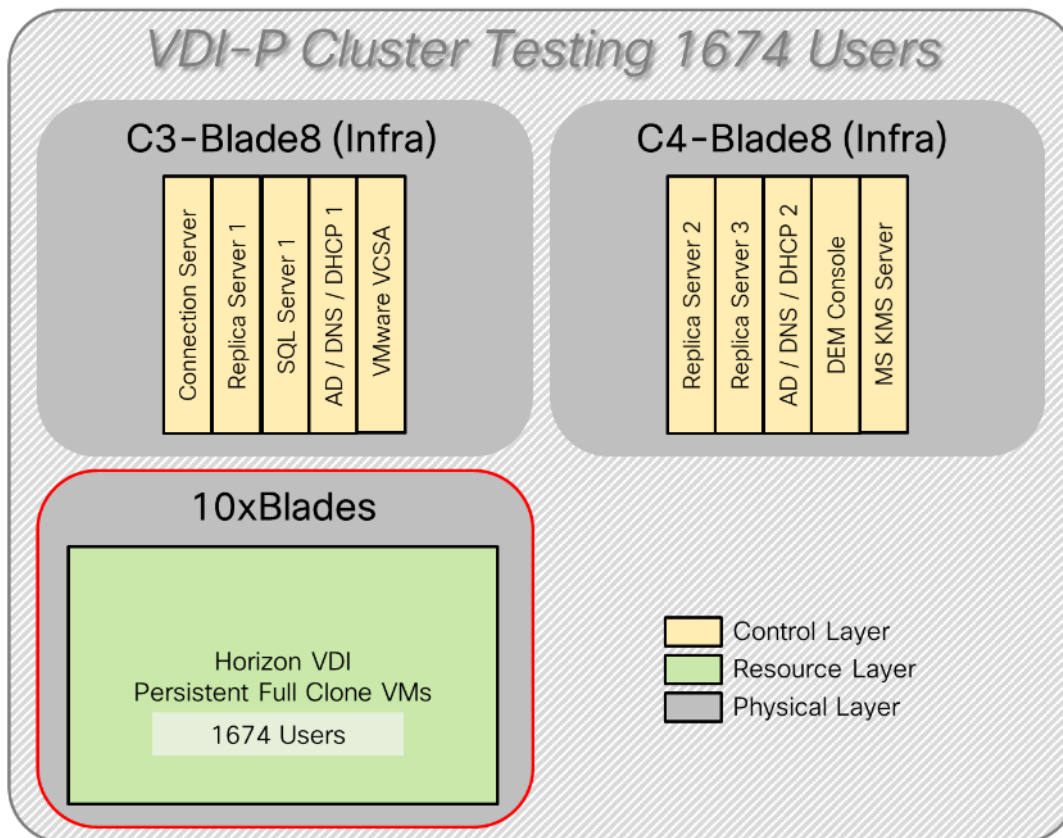 VDI-P Cluster Testing 1674 Users
C3-Blade8 (Infra)
Connection Server
Replica Server 1
SQL Server 1
AD / DNS / DHCP 1
VMware VCSA
C4-Blade8 (Infra)
Replica Server 2
Replica Server 3
AD / DNS / DHCP 2
DEM Console
MS KMS Server
10xBlades
Horizon VDI
Persistent Full Clone VMs
1674 Users
Control Layer
Resource Layer
Physical Layer